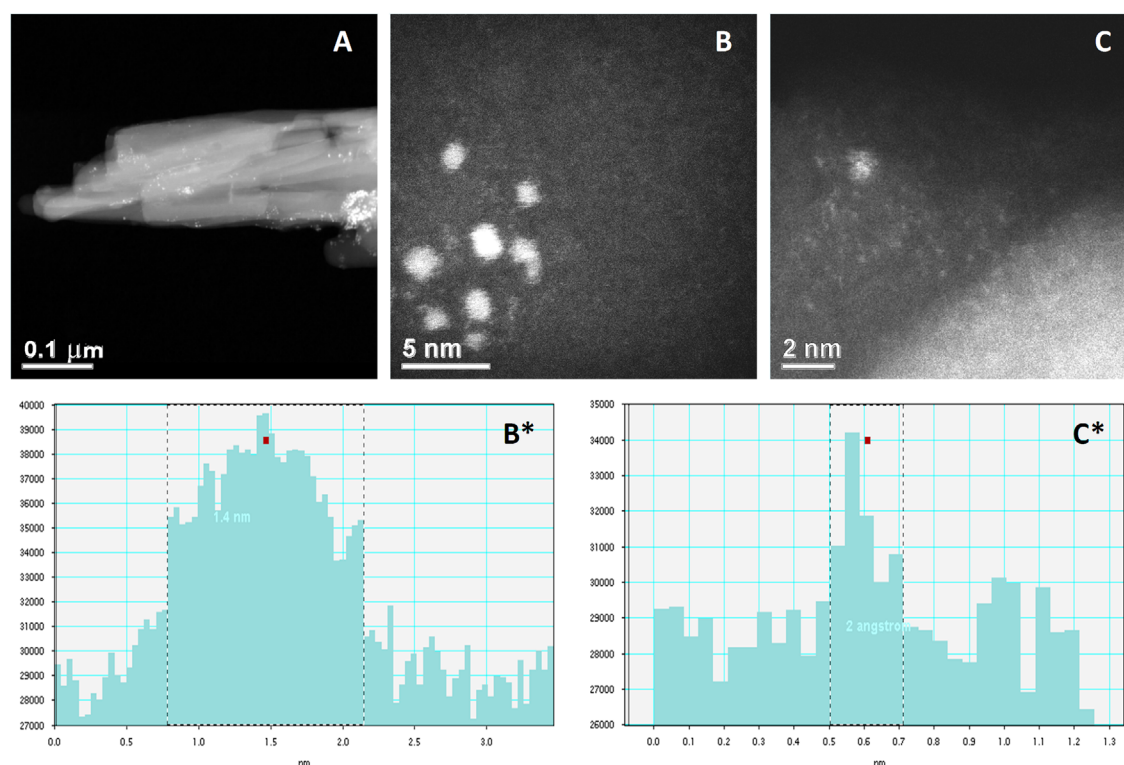 A
B
C
0.1 μm
5 nm
2 nm
40000
39000
38000
37000
36000
35000
34000
33000
32000
31000
30000
29000
28000
27000
B*
1.4 nm
0.0 0.5 1.0 1.5 2.0 2.5 3.0
nm
35000
34000
33000
32000
31000
30000
29000
28000
27000
26000
C*
2 angstrom
0.0 0.1 0.2 0.3 0.4 0.5 0.6 0.7 0.8 0.9 1.0 1.1 1.2 1.3
nm